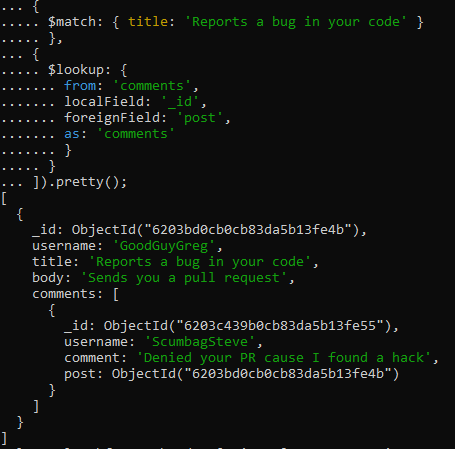 ... {
..... $match: { title: 'Reports a bug in your code' }
..... },
... {
..... $lookup: {
....... from: 'comments',
....... localField: '_id',
....... foreignField: 'post',
....... as: 'comments'
....... }
..... }
... ]).pretty();
[
  {
    _id: ObjectId("6203bd0cb0cb83da5b13fe4b"),
    username: 'GoodGuyGreg',
    title: 'Reports a bug in your code',
    body: 'Sends you a pull request',
    comments: [
      {
        _id: ObjectId("6203c439b0cb83da5b13fe55"),
        username: 'ScumbagSteve',
        comment: 'Denied your PR cause I found a hack',
        post: ObjectId("6203bd0cb0cb83da5b13fe4b")
      }
    ]
  }
]